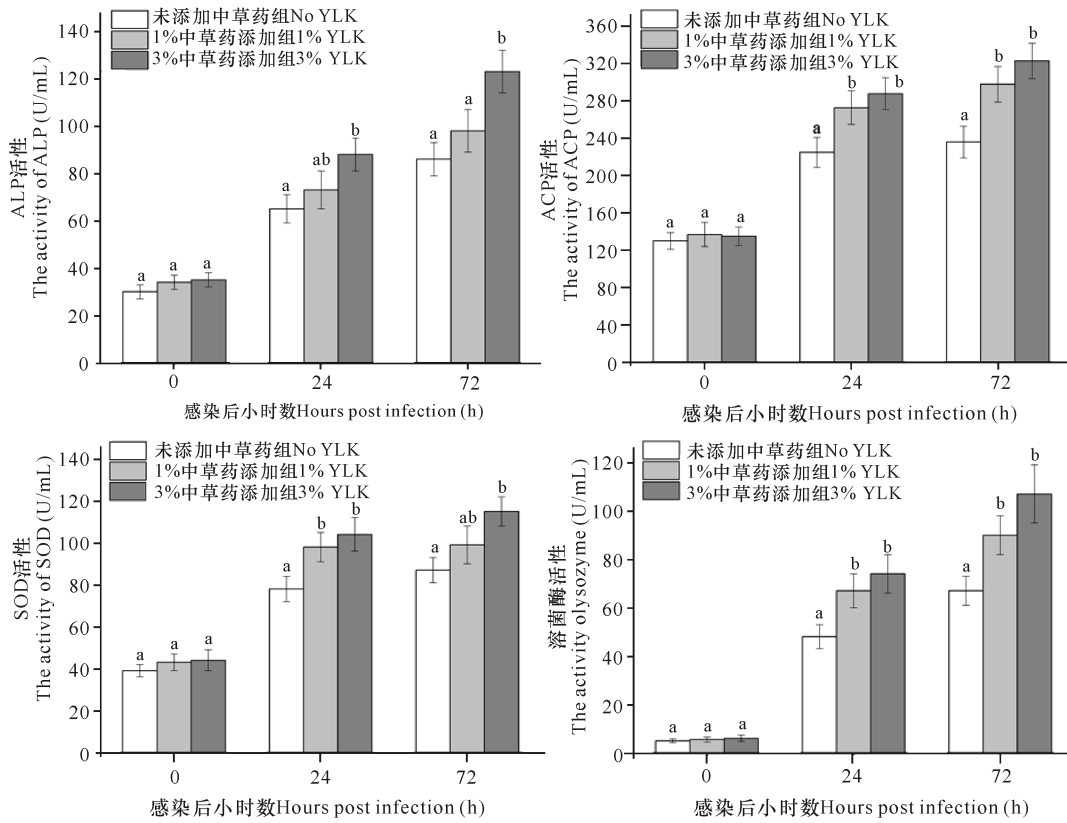 未添加中草药组No YLK
1%中草药添加组1% YLK
3%中草药添加组3% YLK
ALP活性
The activity of ALP (U/mL)
140
120
100
80
60
40
20
0
a
a
a
a
ab
b
a
a
b
0
24
72
感染后小时数Hours post infection (h)
未添加中草药组No YLK
1%中草药添加组1% YLK
3%中草药添加组3% YLK
ACP活性
The activity of ACP (U/mL)
360
320
280
240
200
160
120
80
40
0
a
a
a
a
b
b
a
b
b
0
24
72
感染后小时数Hours post infection (h)
未添加中草药组No YLK
1%中草药添加组1% YLK
3%中草药添加组3% YLK
SOD活性
The activity of SOD (U/mL)
140
120
100
80
60
40
20
0
a
a
a
a
b
b
a
ab
b
0
24
72
感染后小时数Hours post infection (h)
未添加中草药组No YLK
1%中草药添加组1% YLK
3%中草药添加组3% YLK
溶菌酶活性
The activity olysozyme (U/mL)
120
100
80
60
40
20
0
a
a
a
a
b
b
a
b
b
0
24
72
感染后小时数Hours post infection (h)